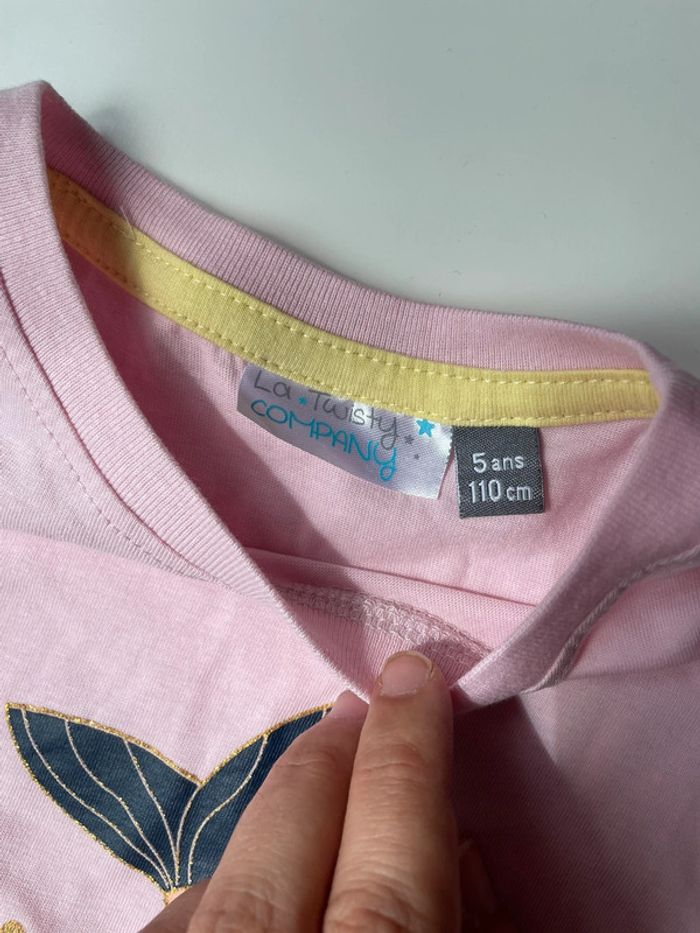 La Twisty
COMPANY
5 ans
110 cm